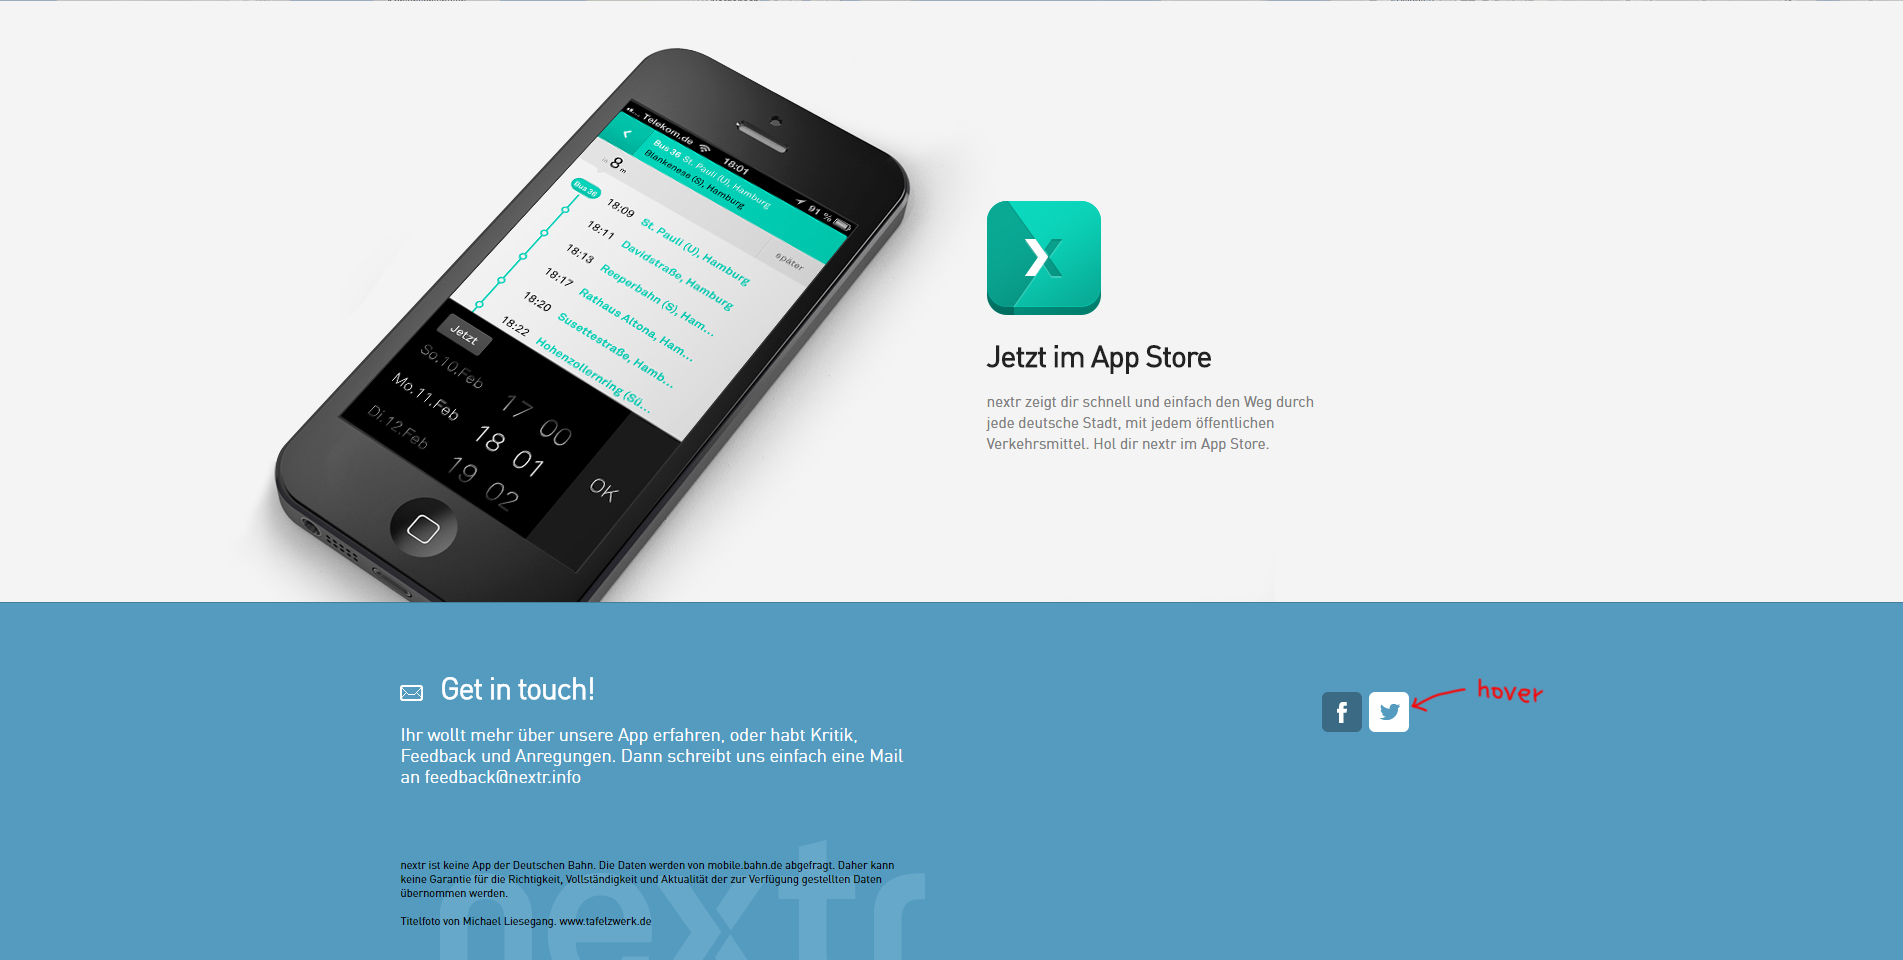 Telekom.de 18:01 91 %
Bus 36 St. Pauli (U), Hamburg
Blankenese (S), Hamburg
in 8 m
später
Bus 36
18:09 St. Pauli (U), Hamburg
18:11 Davidstraße, Hamburg
18:13 Reeperbahn (S), Ham...
18:17 Rathaus Altona, Ham...
18:20 Susettestraße, Hamb...
18:22 Hohenzollernring (Sü...
Jetzt
So.10.Feb 17 00
Mo.11.Feb 18 01
Di.12.Feb 19 02
OK
Jetzt im App Store
nextr zeigt dir schnell und einfach den Weg durch
jede deutsche Stadt, mit jedem öffentlichen
Verkehrsmittel. Hol dir nextr im App Store.
Get in touch!
hover
Ihr wollt mehr über unsere App erfahren, oder habt Kritik,
Feedback und Anregungen. Dann schreibt uns einfach eine Mail
an feedback@nextr.info
nextr ist keine App der Deutschen Bahn. Die Daten werden von mobile.bahn.de abgefragt. Daher kann
keine Garantie für die Richtigkeit, Vollständigkeit und Aktualität der zur Verfügung gestellten Daten
übernommen werden.
Titelfoto von Michael Liesegang. www.tafelzwerk.de
nextr